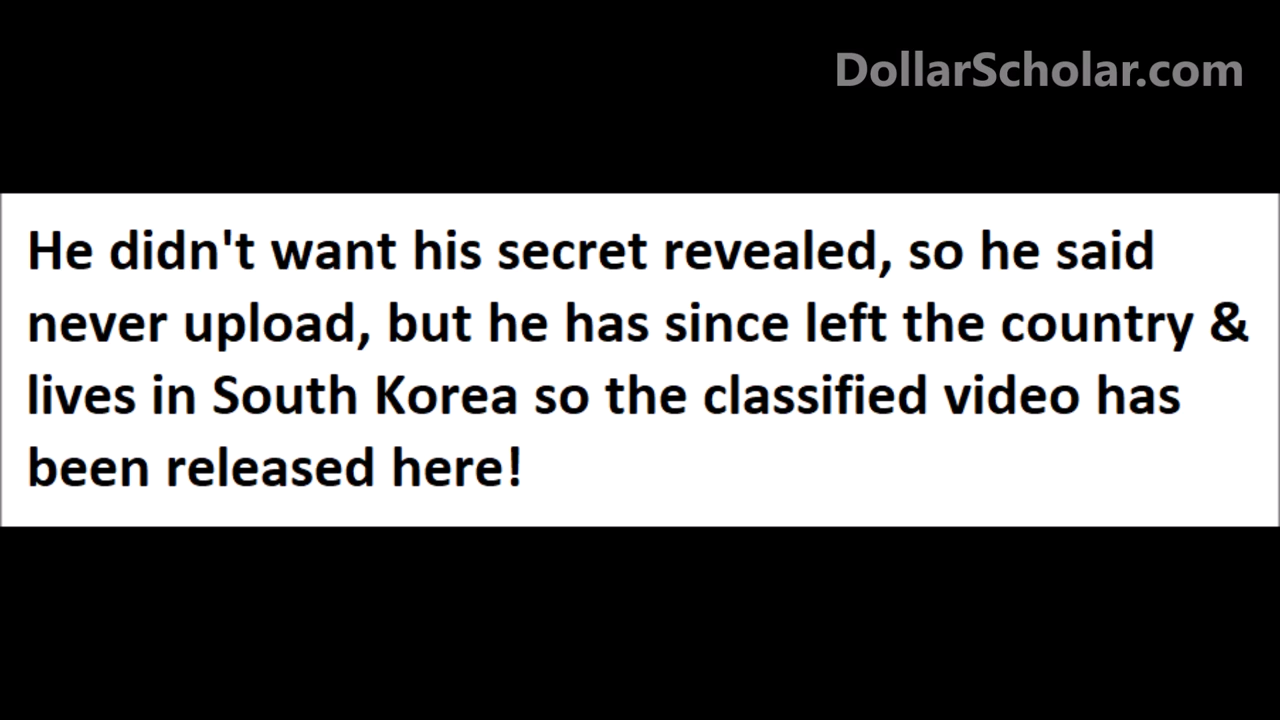 DollarScholar.com
He didn't want his secret revealed, so he said
never upload, but he has since left the country &
lives in South Korea so the classified video has
been released here!